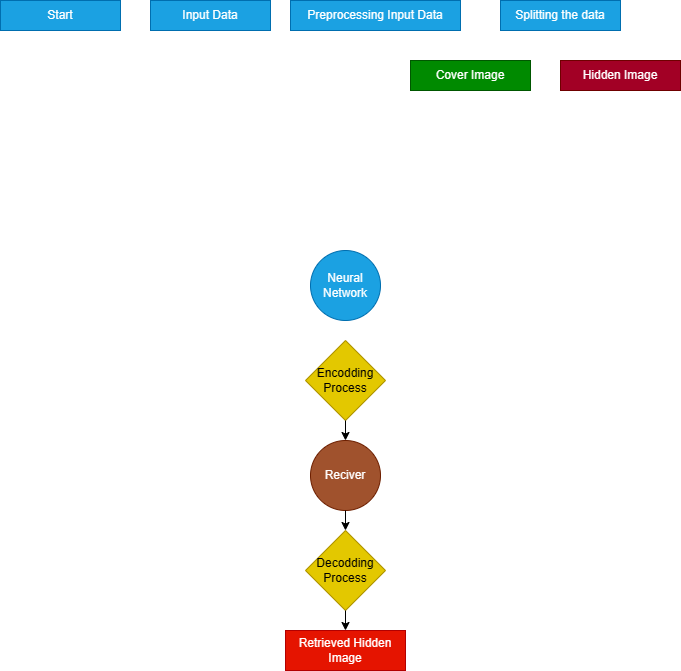 Start
Input Data
Preprocessing Input Data
Splitting the data
Cover Image
Hidden Image
Neural
Network
Encodding
Process
Reciver
Decodding
Process
Retrieved Hidden
Image